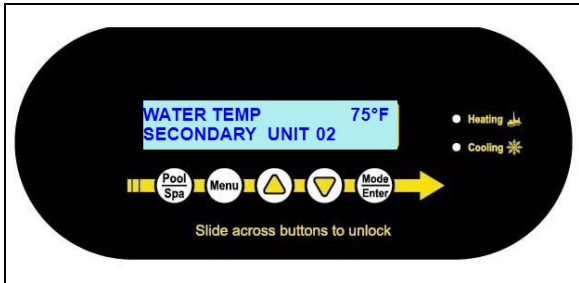 WATER TEMP 75°F
SECONDARY UNIT 02
Heating
Cooling
Pool
Spa
Menu
Mode
Enter
Slide across buttons to unlock